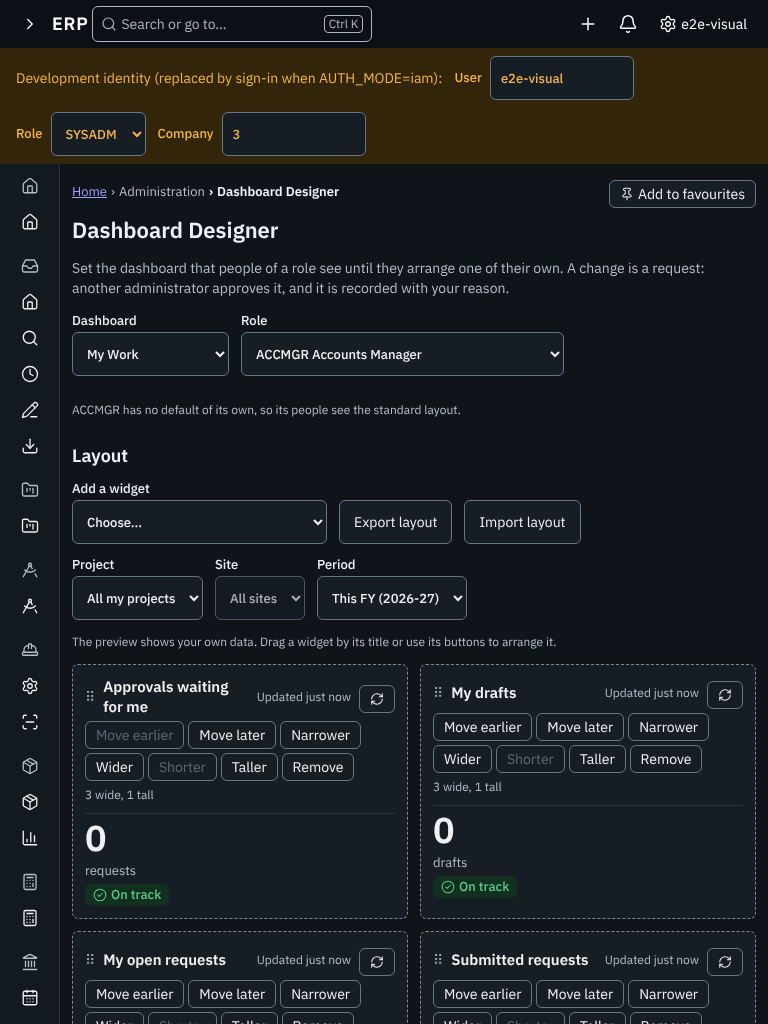 ERP Search or go to... Ctrl K e2e-visual
Development identity (replaced by sign-in when AUTH_MODE=iam): User e2e-visual
Role SYSADM Company 3
Home › Administration › Dashboard Designer Add to favourites
Dashboard Designer
Set the dashboard that people of a role see until they arrange one of their own. A change is a request:
another administrator approves it, and it is recorded with your reason.
Dashboard Role
My Work ACCMGR Accounts Manager
ACCMGR has no default of its own, so its people see the standard layout.
Layout
Add a widget
Choose... Export layout Import layout
Project Site Period
All my projects All sites This FY (2026-27)
The preview shows your own data. Drag a widget by its title or use its buttons to arrange it.
Approvals waiting
for me
Updated just now
Move earlier Move later Narrower
Wider Shorter Taller Remove
3 wide, 1 tall
0
requests
On track
My drafts Updated just now
Move earlier Move later Narrower
Wider Shorter Taller Remove
3 wide, 1 tall
0
drafts
On track
My open requests Updated just now
Move earlier Move later Narrower
Wider Shorter Taller Remove
Submitted requests Updated just now
Move earlier Move later Narrower
Wider Shorter Taller Remove